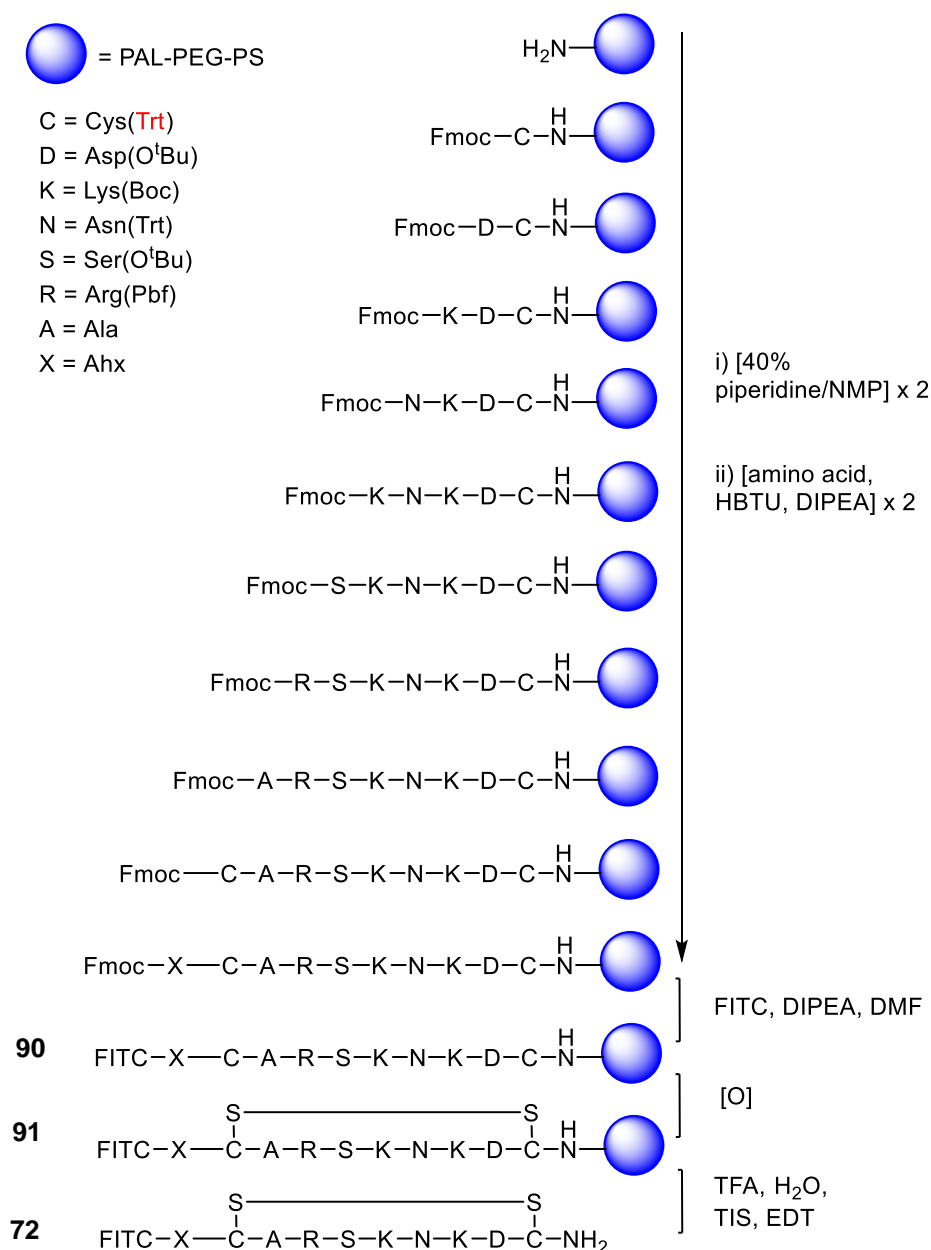 = PAL-PEG-PS
C = Cys(Trt)
D = Asp(OᵗBu)
K = Lys(Boc)
N = Asn(Trt)
S = Ser(OᵗBu)
R = Arg(Pbf)
A = Ala
X = Ahx
H₂N
H
Fmoc—C—N
H
Fmoc—D—C—N
H
Fmoc—K—D—C—N
H
Fmoc—N—K—D—C—N
H
Fmoc—K—N—K—D—C—N
H
Fmoc—S—K—N—K—D—C—N
H
Fmoc—R—S—K—N—K—D—C—N
H
Fmoc—A—R—S—K—N—K—D—C—N
H
Fmoc—C—A—R—S—K—N—K—D—C—N
H
Fmoc—X—C—A—R—S—K—N—K—D—C—N
i) [40%
piperidine/NMP] x 2
ii) [amino acid,
HBTU, DIPEA] x 2
FITC, DIPEA, DMF
H
90 FITC—X—C—A—R—S—K—N—K—D—C—N
[O]
S S H
91 FITC—X—C—A—R—S—K—N—K—D—C—N
TFA, H₂O,
TIS, EDT
S S
72 FITC—X—C—A—R—S—K—N—K—D—C—NH₂